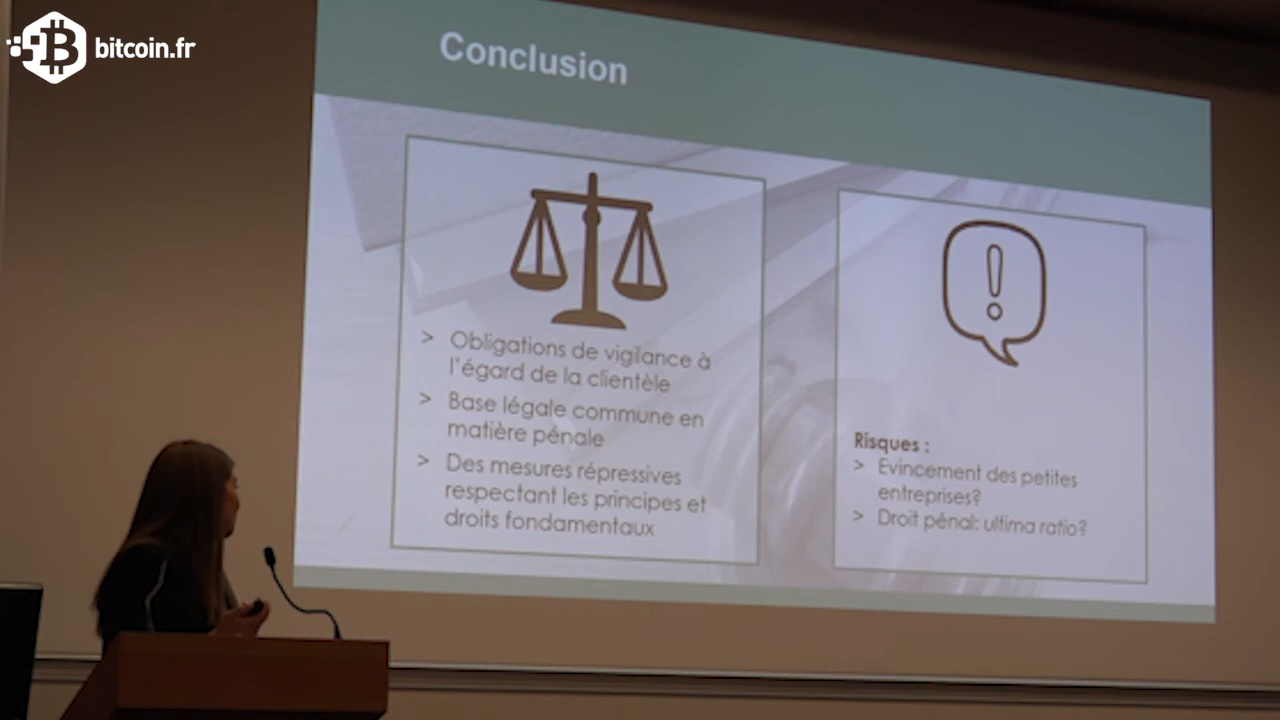 bitcoin.fr
Conclusion
> Obligations de vigilance à
l'égard de la clientèle
> Base légale commune en
matière pénale
> Des mesures répressives
respectant les principes et
droits fondamentaux
Risques :
> Evincement des petites
entreprises?
> Droit pénal: ultima ratio?